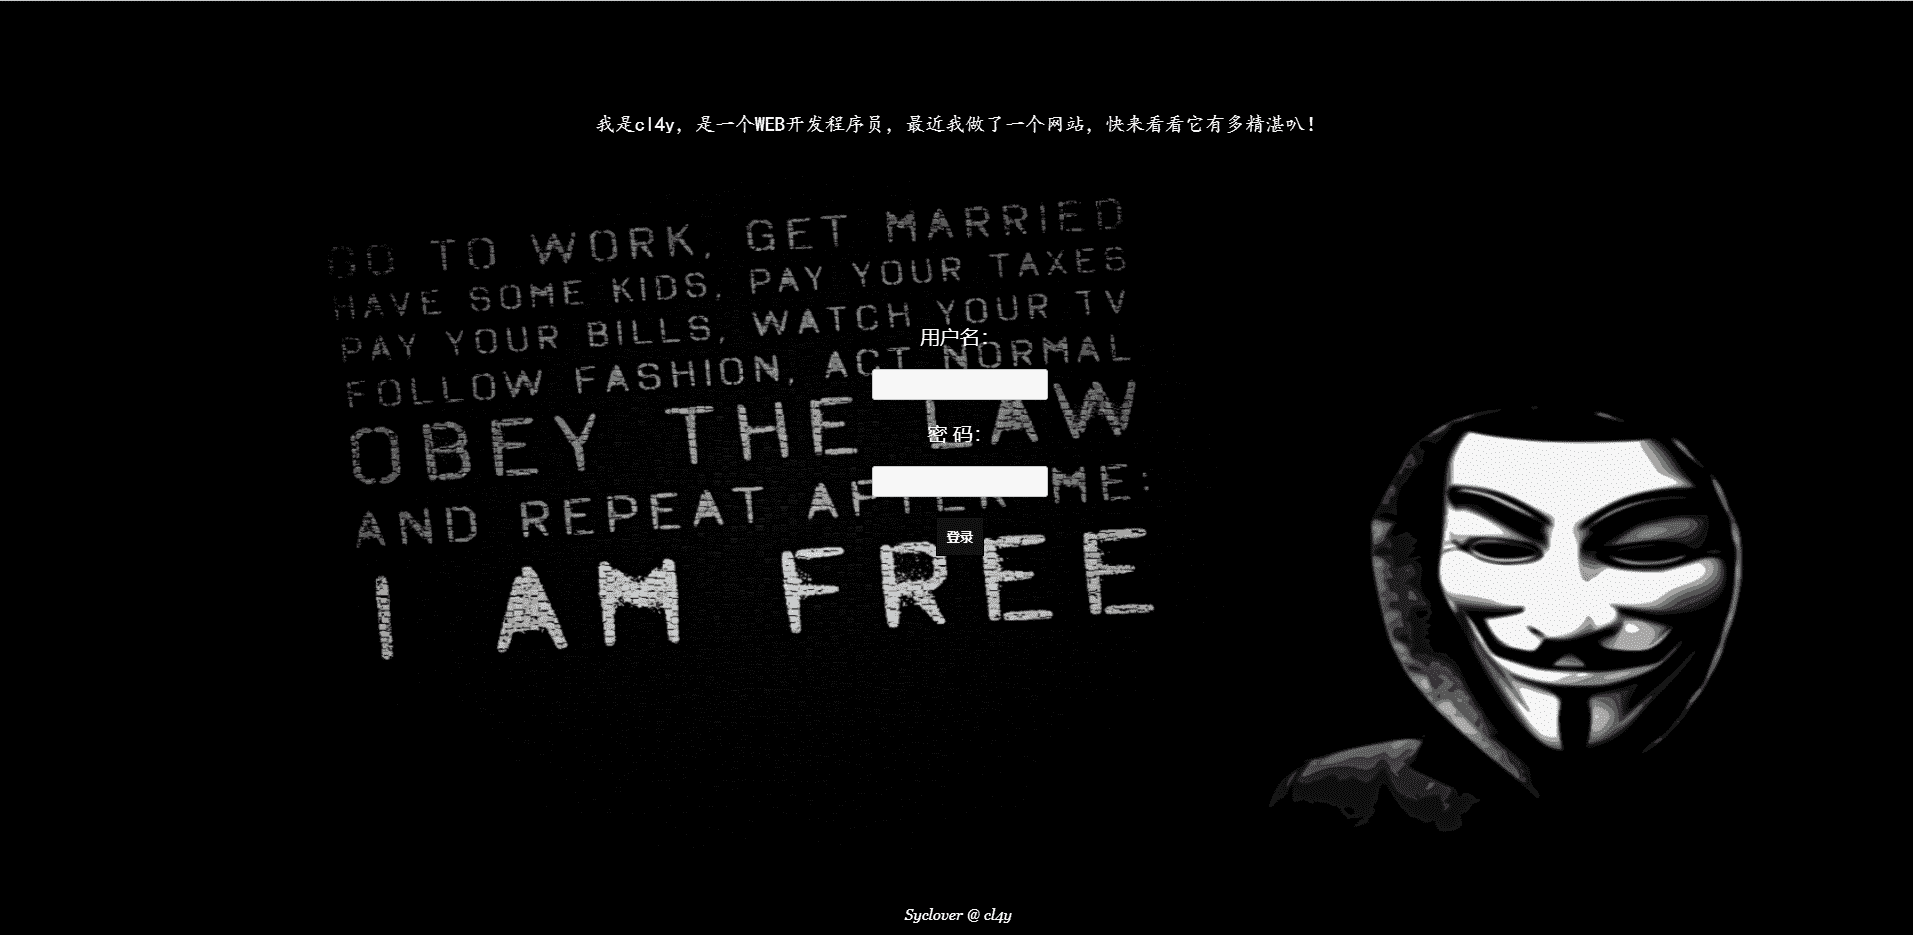 我是cl4y，是一个WEB开发程序员，最近我做了一个网站，快来看看它有多精湛叭！
GO TO WORK, GET MARRIED
HAVE SOME KIDS, PAY YOUR TAXES
PAY YOUR BILLS, WATCH YOUR TV
FOLLOW FASHION, ACT NORMAL
OBEY THE LAW
AND REPEAT AFTER ME:
I AM FREE
用户名：
密 码：
登录
Syclover @ cl4y